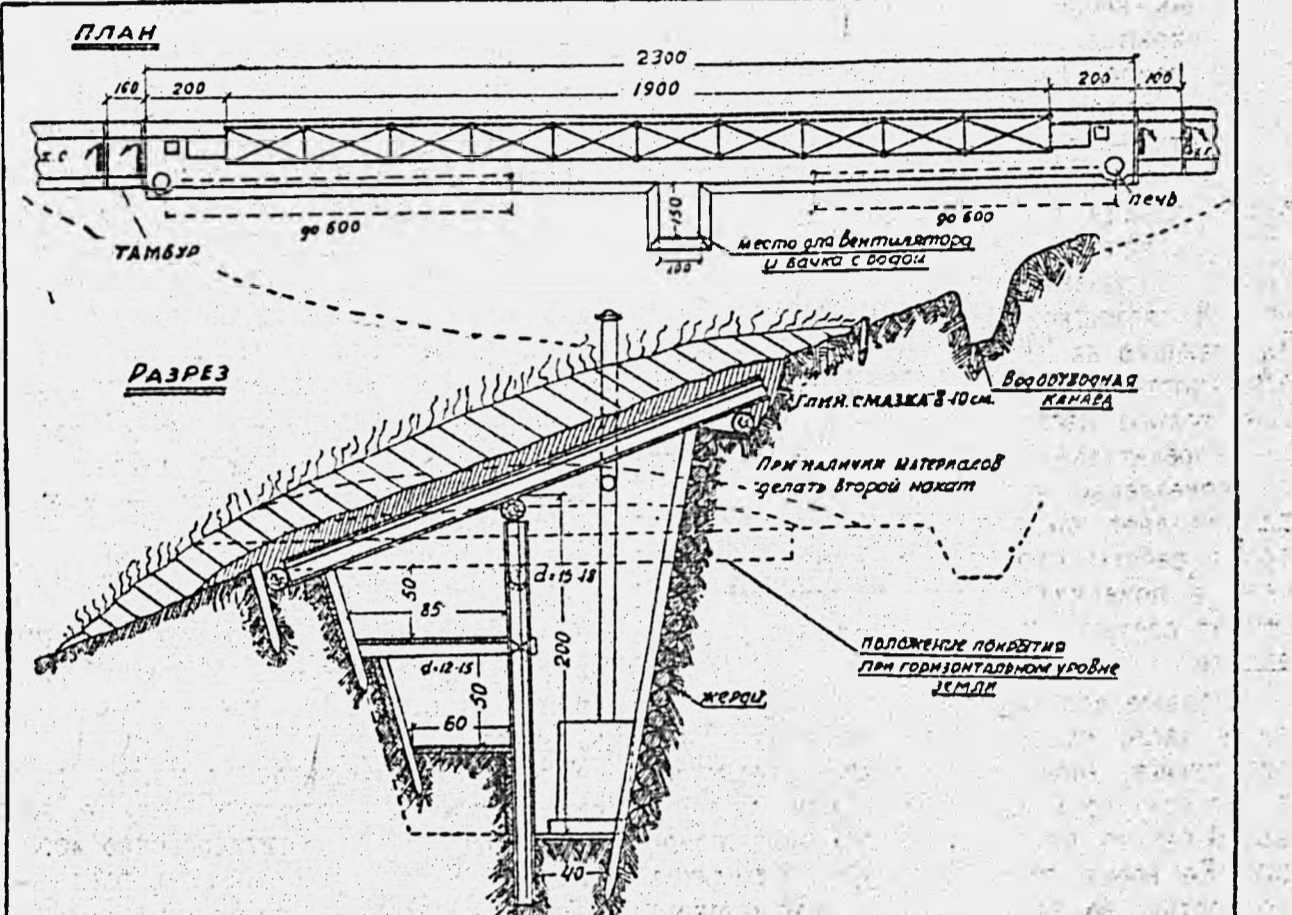 ПЛАН
2300
160 200 1900 200 100
х.с
до 600
до 600
150
100
печь
ТАМБУР
место для вентилятора
и бачка с водой
РАЗРЕЗ
Водоотводная
канава
Глин. смазка 8-10 см.
При наличии материалов
делать второй накат
d=15-18
50
85
200
d=12-15
50
60
положение покрытия
при горизонтальном уровне
земли
жерди
40